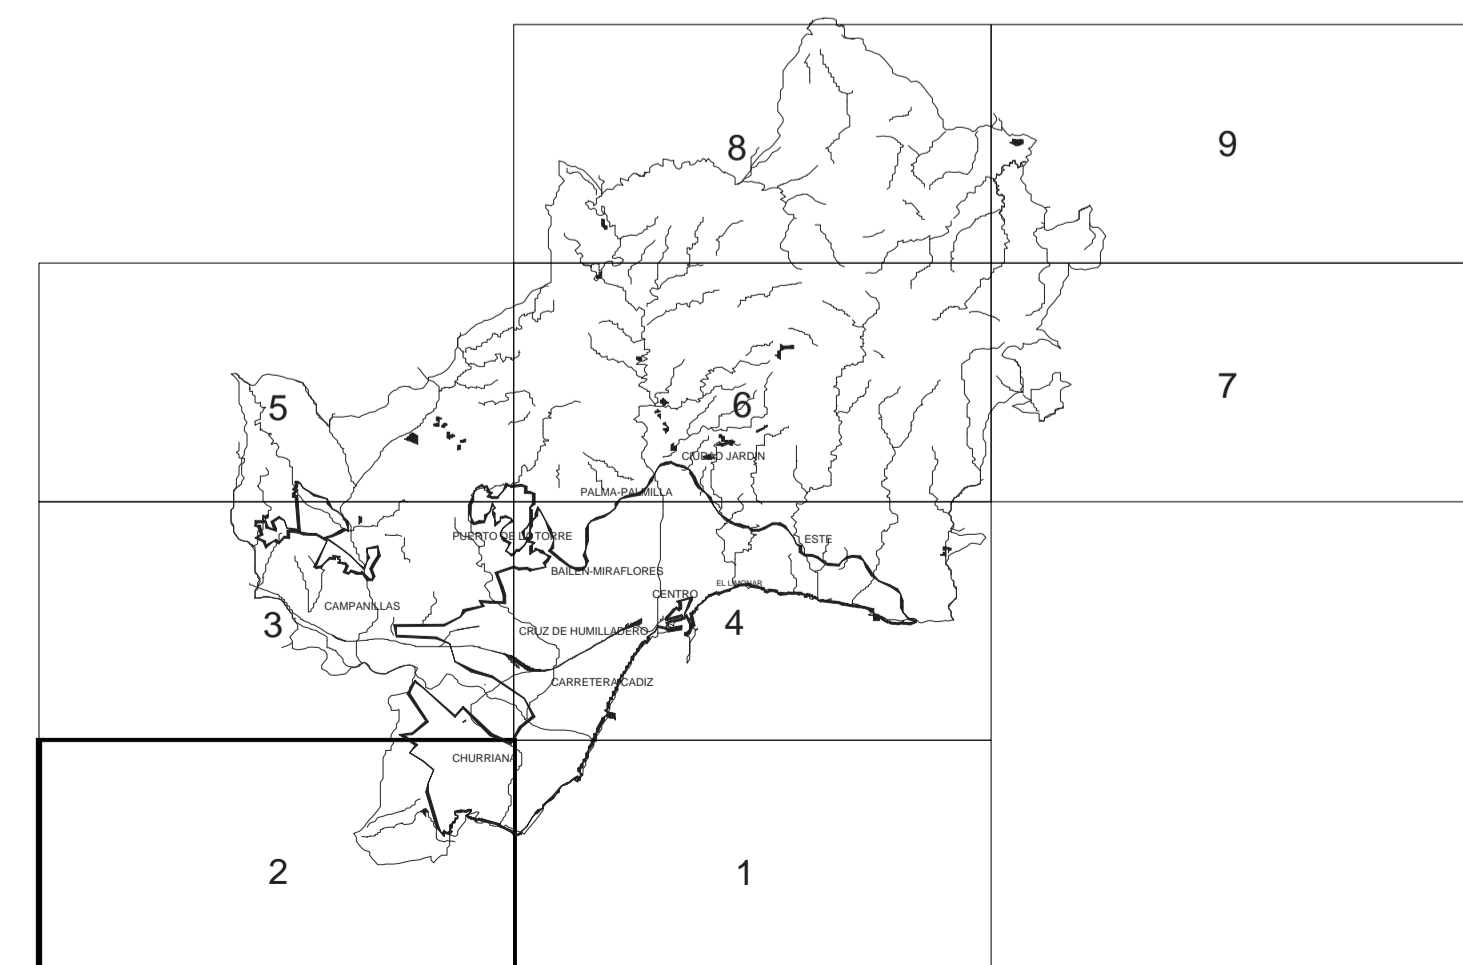 8
9
5
6
7
CIUDAD JARDIN
PALMA-PALMILLA
PUERTO DE LA TORRE
ESTE
BAILEN-MIRAFLORES
EL LIMONAR
CENTRO
CAMPANILLAS
3
CRUZ DE HUMILLADERO
4
CARRETERA CADIZ
CHURRIANA
2
1